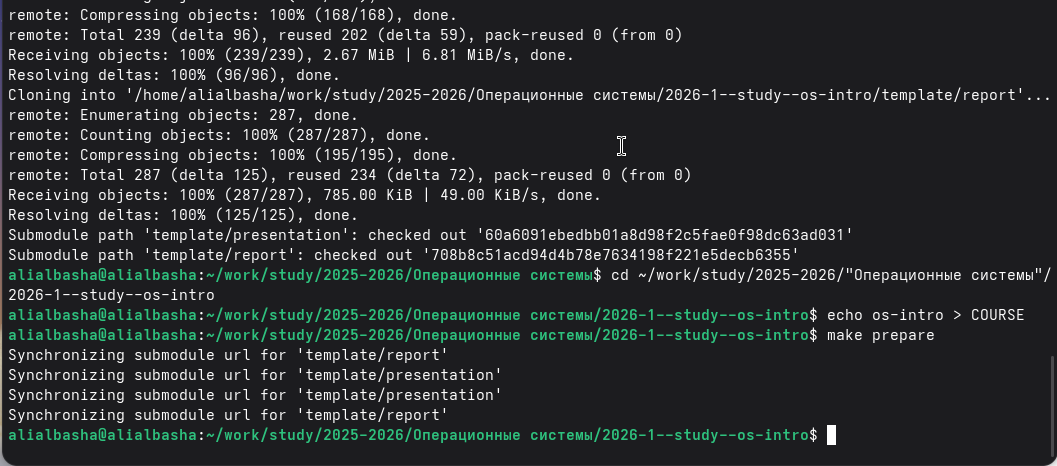 remote: Compressing objects: 100% (168/168), done.
remote: Total 239 (delta 96), reused 202 (delta 59), pack-reused 0 (from 0)
Receiving objects: 100% (239/239), 2.67 MiB | 6.81 MiB/s, done.
Resolving deltas: 100% (96/96), done.
Cloning into '/home/alialbasha/work/study/2025-2026/Операционные системы/2026-1--study--os-intro/template/report'...
remote: Enumerating objects: 287, done.
remote: Counting objects: 100% (287/287), done.
remote: Compressing objects: 100% (195/195), done.
remote: Total 287 (delta 125), reused 234 (delta 72), pack-reused 0 (from 0)
Receiving objects: 100% (287/287), 785.00 KiB | 49.00 KiB/s, done.
Resolving deltas: 100% (125/125), done.
Submodule path 'template/presentation': checked out '60a6091ebedbb01a8d98f2c5fae0f98dc63ad031'
Submodule path 'template/report': checked out '708b8c51acd94d4b78e7634198f221e5decb6355'
alialbasha@alialbasha:~/work/study/2025-2026/Операционные системы$ cd ~/work/study/2025-2026/"Операционные системы"/
2026-1--study--os-intro
alialbasha@alialbasha:~/work/study/2025-2026/Операционные системы/2026-1--study--os-intro$ echo os-intro > COURSE
alialbasha@alialbasha:~/work/study/2025-2026/Операционные системы/2026-1--study--os-intro$ make prepare
Synchronizing submodule url for 'template/report'
Synchronizing submodule url for 'template/presentation'
Synchronizing submodule url for 'template/presentation'
Synchronizing submodule url for 'template/report'
alialbasha@alialbasha:~/work/study/2025-2026/Операционные системы/2026-1--study--os-intro$